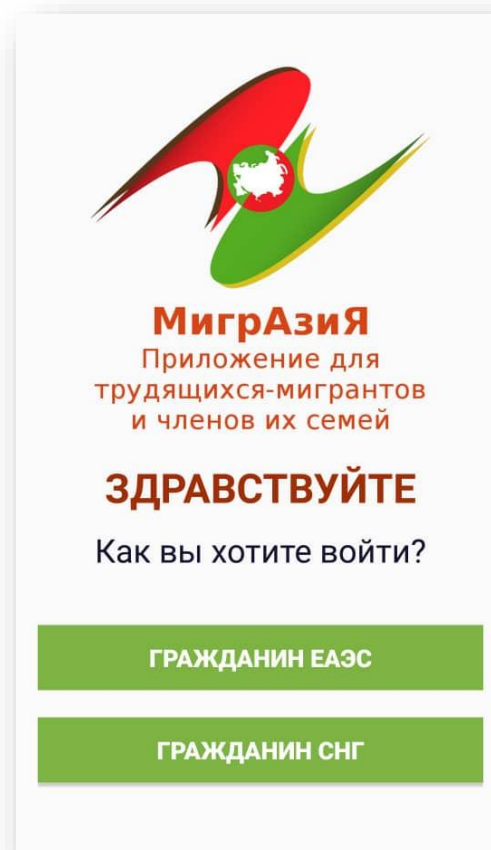 МигрАзиЯ
Приложение для
трудящихся-мигрантов
и членов их семей
ЗДРАВСТВУЙТЕ
Как вы хотите войти?
ГРАЖДАНИН ЕАЭС
ГРАЖДАНИН СНГ